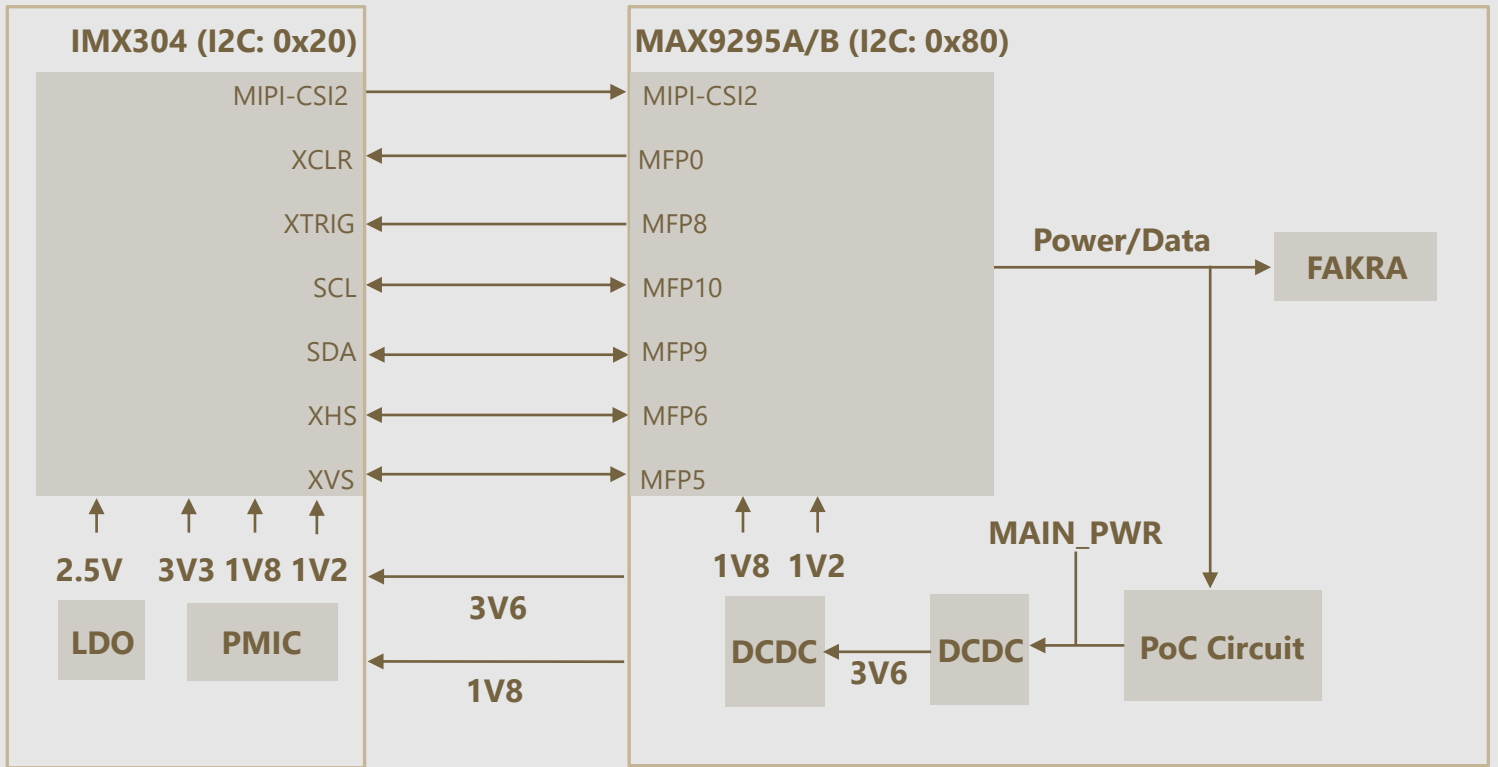 IMX304 (I2C: 0x20)
MIPI-CSI2
XCLR
XTRIG
SCL
SDA
XHS
XVS
2.5V
3V3
1V8
1V2
LDO
PMIC
3V6
1V8
MAX9295A/B (I2C: 0x80)
MIPI-CSI2
MFP0
MFP8
MFP10
MFP9
MFP6
MFP5
1V8
1V2
Power/Data
FAKRA
MAIN_PWR
DCDC
3V6
DCDC
PoC Circuit